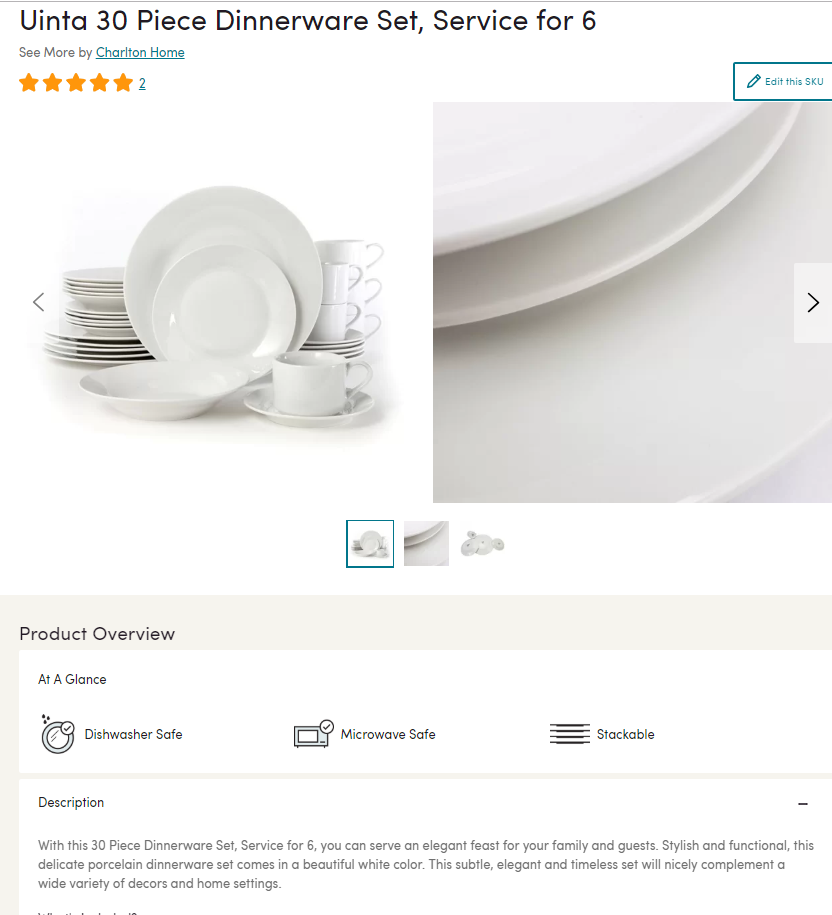 Uinta 30 Piece Dinnerware Set, Service for 6
See More by Charlton Home
2
Edit this SKU
Product Overview
At A Glance
Dishwasher Safe
Microwave Safe
Stackable
Description
With this 30 Piece Dinnerware Set, Service for 6, you can serve an elegant feast for your family and guests. Stylish and functional, this
delicate porcelain dinnerware set comes in a beautiful white color. This subtle, elegant and timeless set will nicely complement a
wide variety of decors and home settings.